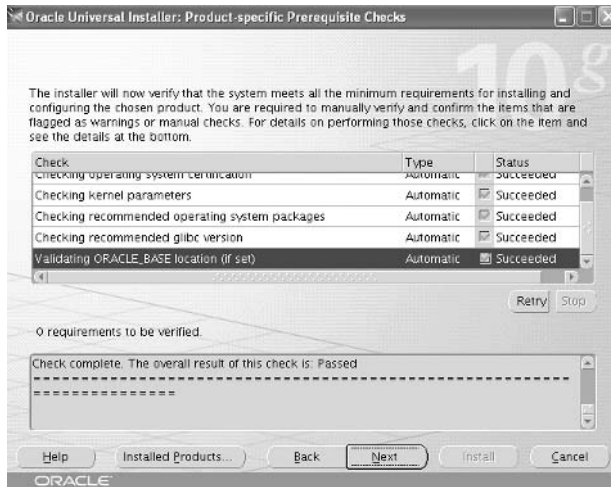 Oracle Universal Installer: Product-specific Prerequisite Checks
10g
The installer will now verify that the system meets all the minimum requirements for installing and
configuring the chosen product. You are required to manually verify and confirm the items that are
flagged as warnings or manual checks. For details on performing those checks, click on the item and
see the details at the bottom.
Check Type Status
Checking operating system certification Automatic Succeeded
Checking kernel parameters Automatic Succeeded
Checking recommended operating system packages Automatic Succeeded
Checking recommended glibc version Automatic Succeeded
Validating ORACLE_BASE location (if set) Automatic Succeeded
Retry Stop
0 requirements to be verified.
Check complete. The overall result of this check is: Passed
Help Installed Products... Back Next Install Cancel
ORACLE